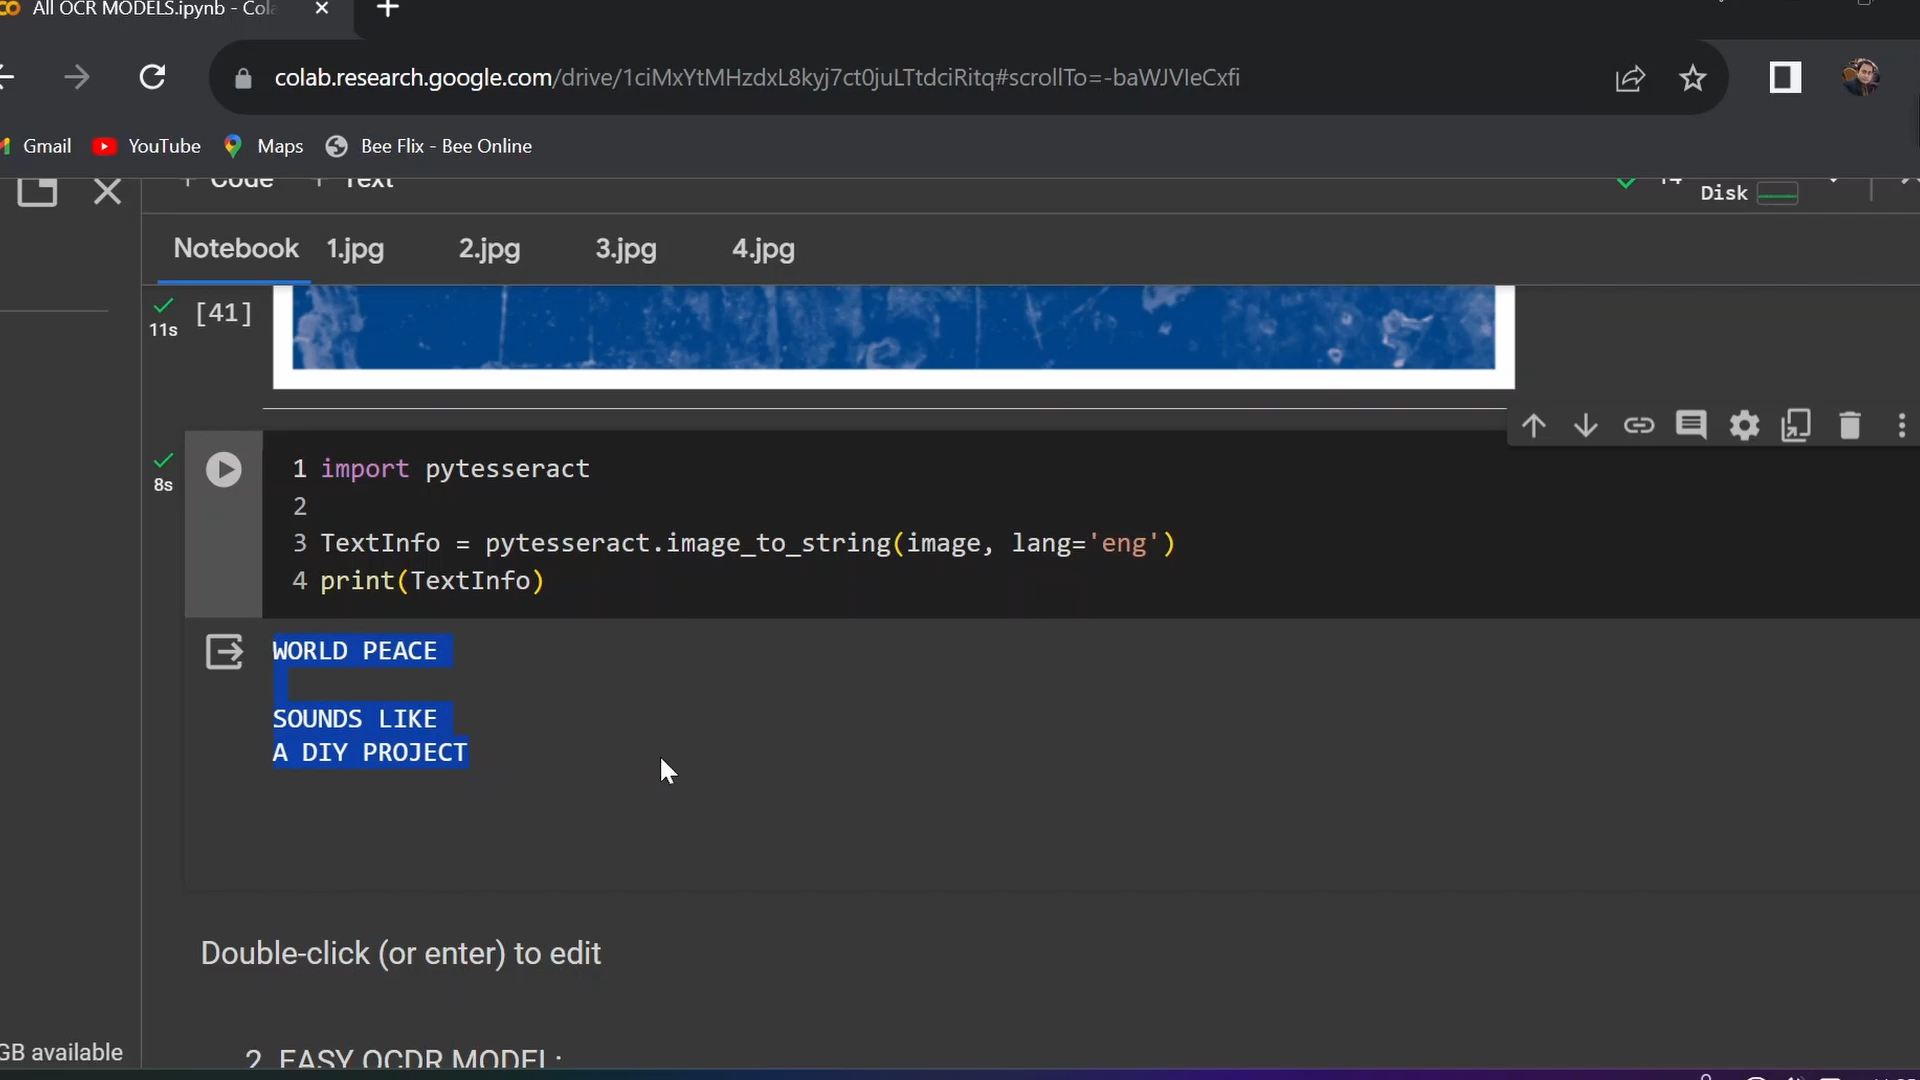 All OCR MODELS.ipynb - Cola
colab.research.google.com/drive/1ciMxYtMHzdxL8kyj7ct0juLTtdciRitq#scrollTo=-baWJVIeCxfi
Gmail YouTube Maps Bee Flix - Bee Online
+ Code + Text
Disk
Notebook 1.jpg 2.jpg 3.jpg 4.jpg
11s [41]
8s
1 import pytesseract
2
3 TextInfo = pytesseract.image_to_string(image, lang='eng')
4 print(TextInfo)
WORLD PEACE
SOUNDS LIKE
A DIY PROJECT
Double-click (or enter) to edit
GB available
2. EASY OCDR MODEL: